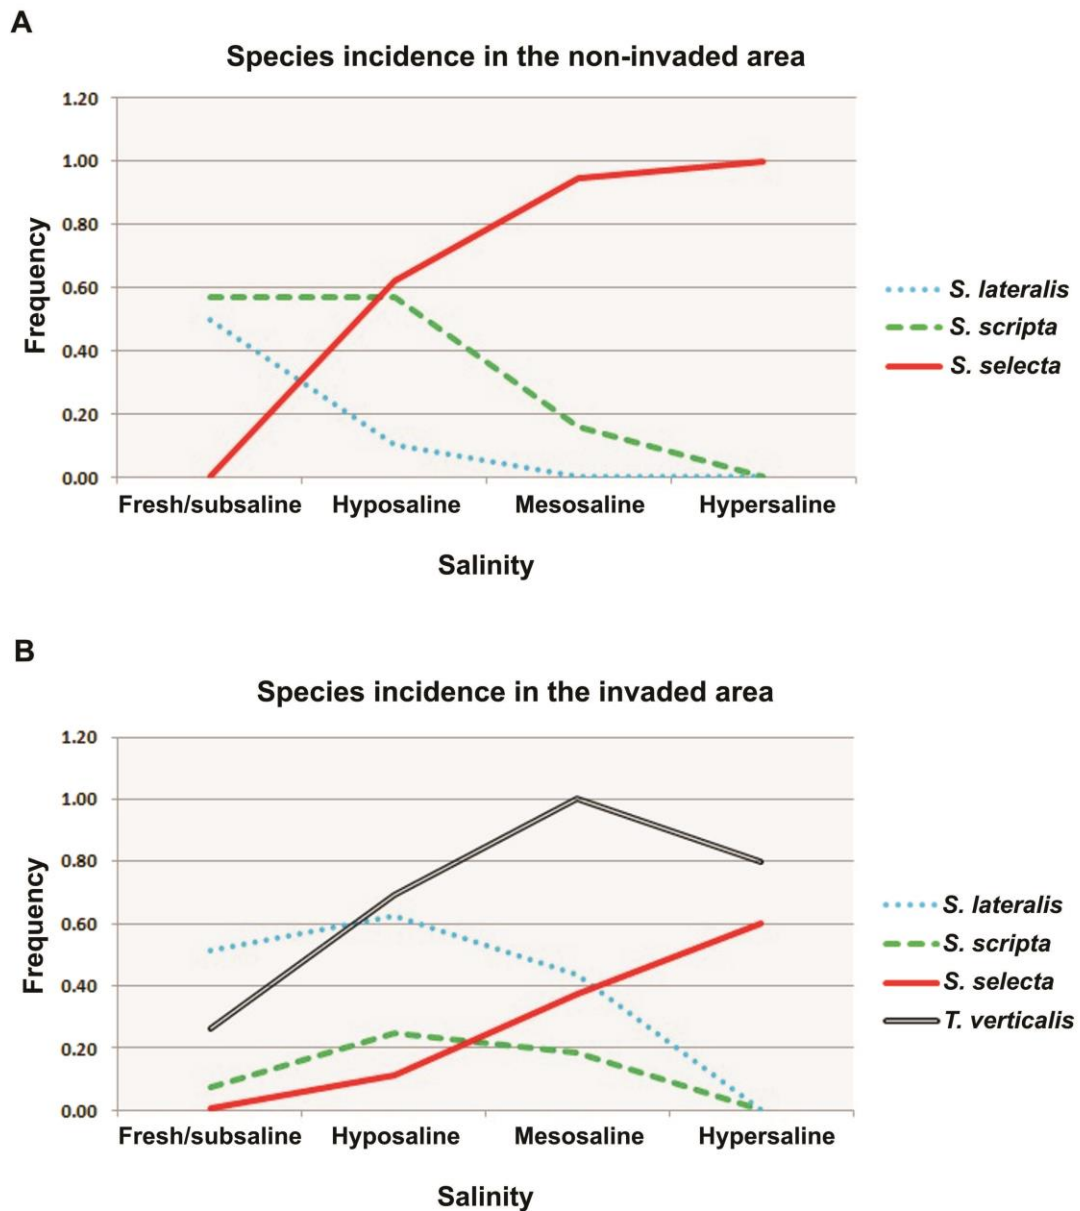 A
Species incidence in the non-invaded area
1.20
1.00
0.80
0.60
0.40
0.20
0.00
Frequency
Fresh/subsaline Hyposaline Mesosaline Hypersaline
Salinity
S. lateralis
S. scripta
S. selecta
B
Species incidence in the invaded area
1.20
1.00
0.80
0.60
0.40
0.20
0.00
Frequency
Fresh/subsaline Hyposaline Mesosaline Hypersaline
Salinity
S. lateralis
S. scripta
S. selecta
T. verticalis